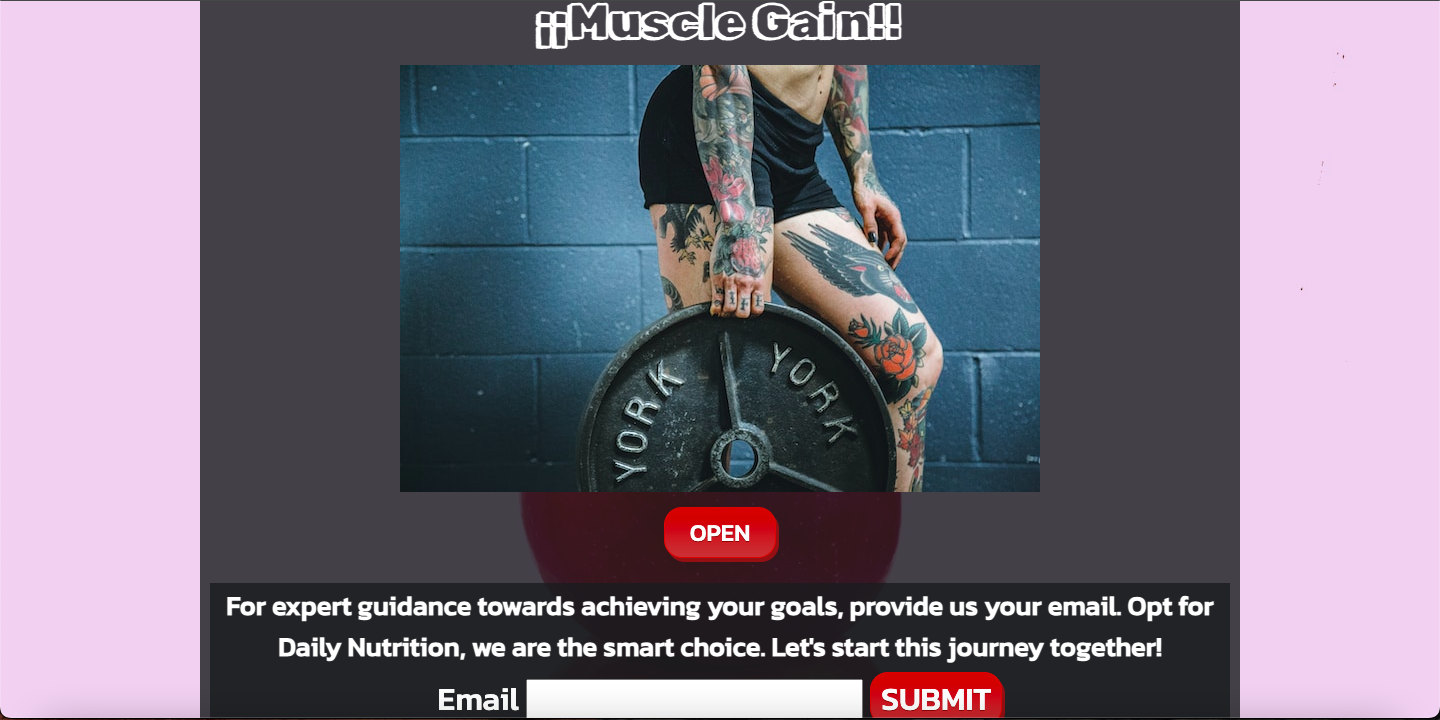 ¡¡Muscle Gain!!
YORK YORK
OPEN
For expert guidance towards achieving your goals, provide us your email. Opt for
Daily Nutrition, we are the smart choice. Let's start this journey together!
Email SUBMIT